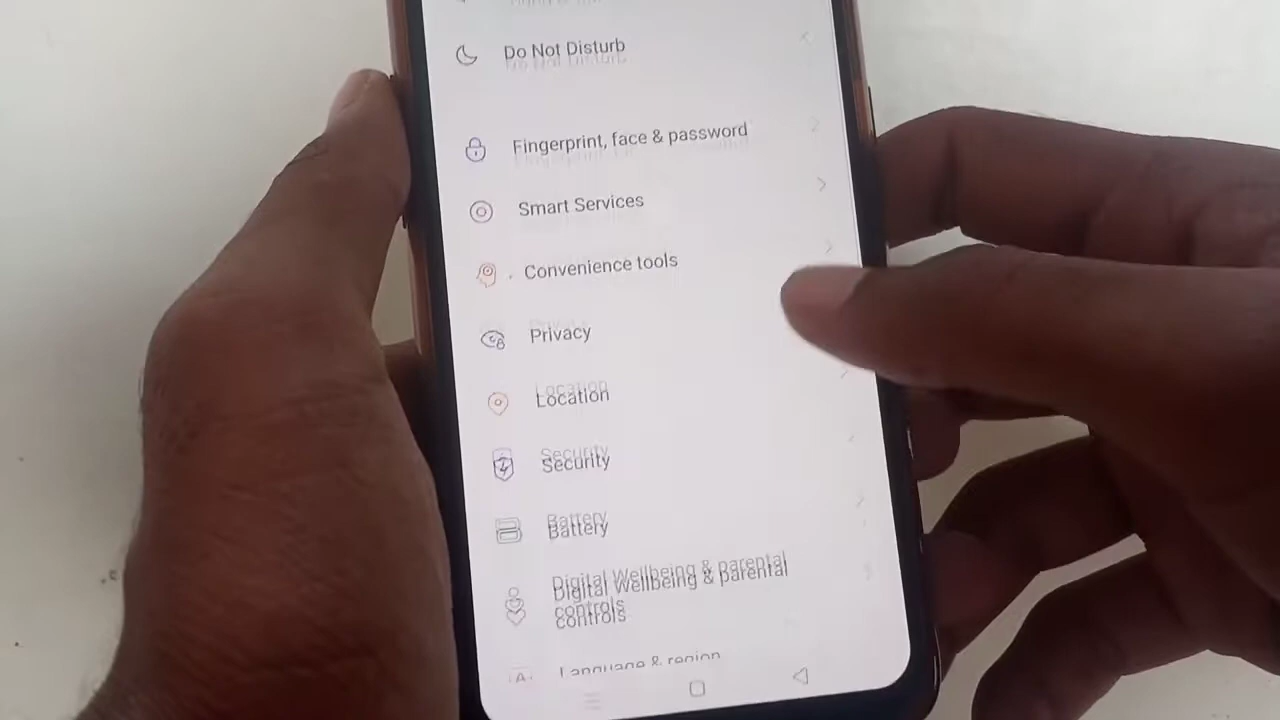 Do Not Disturb
Fingerprint, face & password
Smart Services
Convenience tools
Privacy
Location
Security
Battery
Digital Wellbeing & parental
controls
Language & region